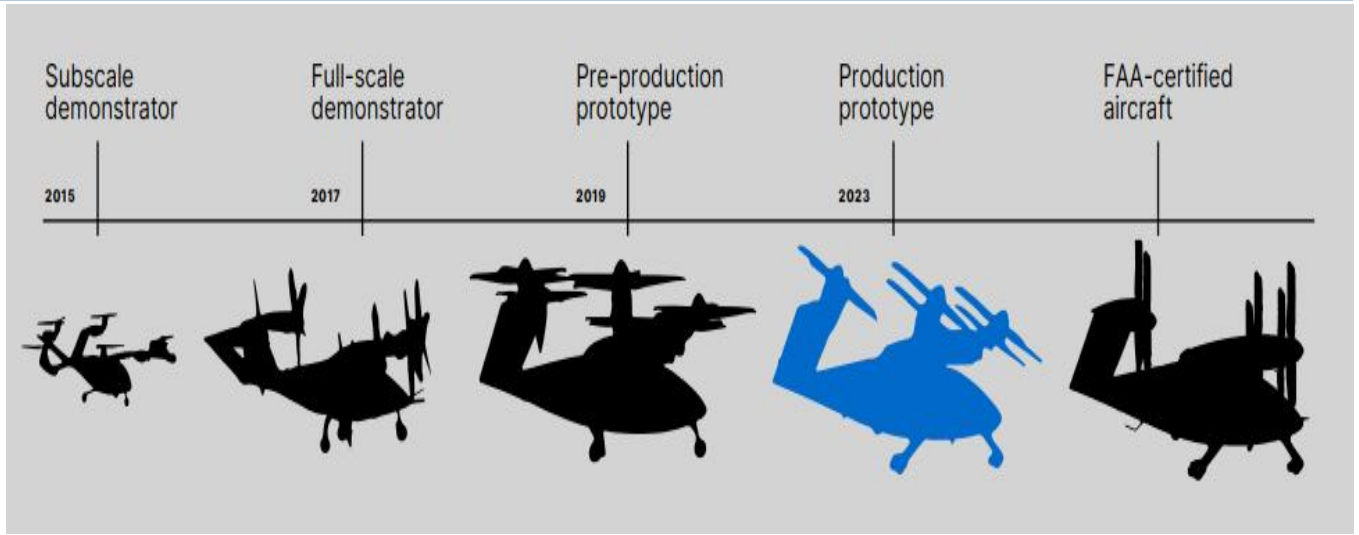 Subscale
demonstrator
Full-scale
demonstrator
Pre-production
prototype
Production
prototype
FAA-certified
aircraft
2015
2017
2019
2023